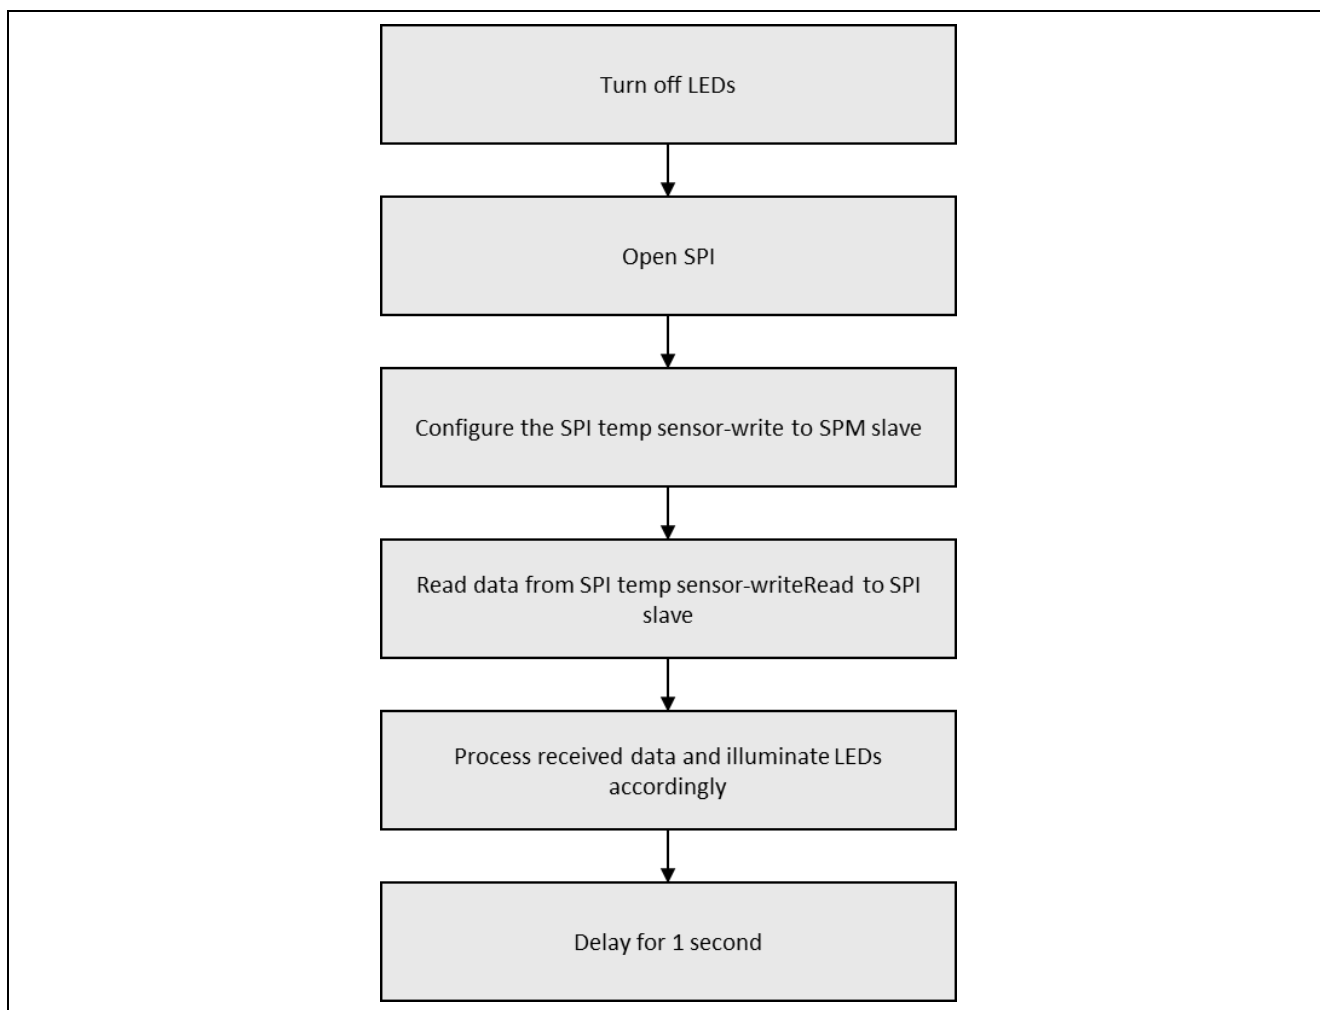 Turn off LEDs
Open SPI
Configure the SPI temp sensor-write to SPM slave
Read data from SPI temp sensor-writeRead to SPI
slave
Process received data and illuminate LEDs
accordingly
Delay for 1 second